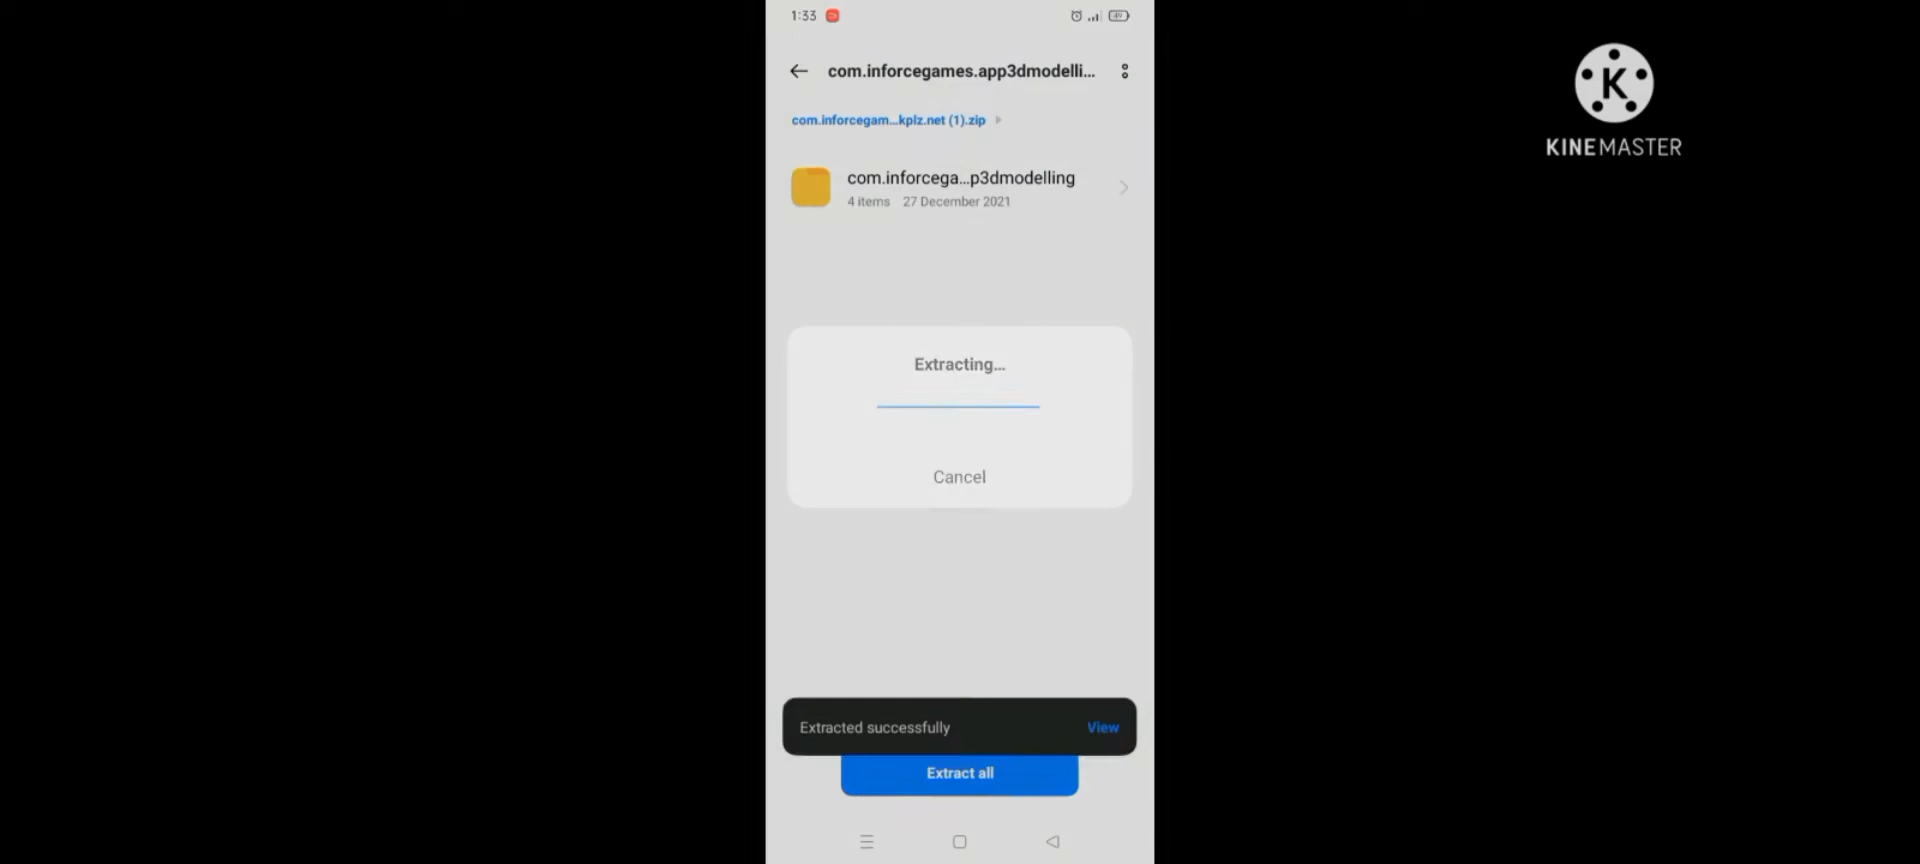 1:33
com.inforcegames.app3dmodelli...
com.inforcegam...kplz.net (1).zip
com.inforcega...p3dmodelling
4 items 27 December 2021
Extracting...
Cancel
Extracted successfully View
Extract all
K
KINEMASTER